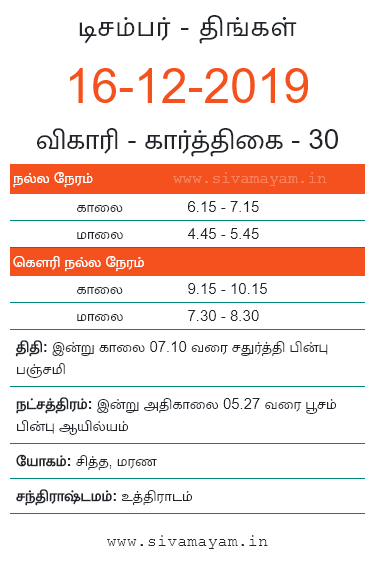 டிசம்பர் - திங்கள்
16-12-2019
விகாரி - கார்த்திகை - 30
நல்ல நேரம் www.sivamayam.in
காலை 6.15 - 7.15
மாலை 4.45 - 5.45
கௌரி நல்ல நேரம்
காலை 9.15 - 10.15
மாலை 7.30 - 8.30
திதி: இன்று காலை 07.10 வரை சதுர்த்தி பின்பு
பஞ்சமி
நட்சத்திரம்: இன்று அதிகாலை 05.27 வரை பூசம்
பின்பு ஆயில்யம்
யோகம்: சித்த, மரண
சந்திராஷ்டமம்: உத்திராடம்
www.sivamayam.in